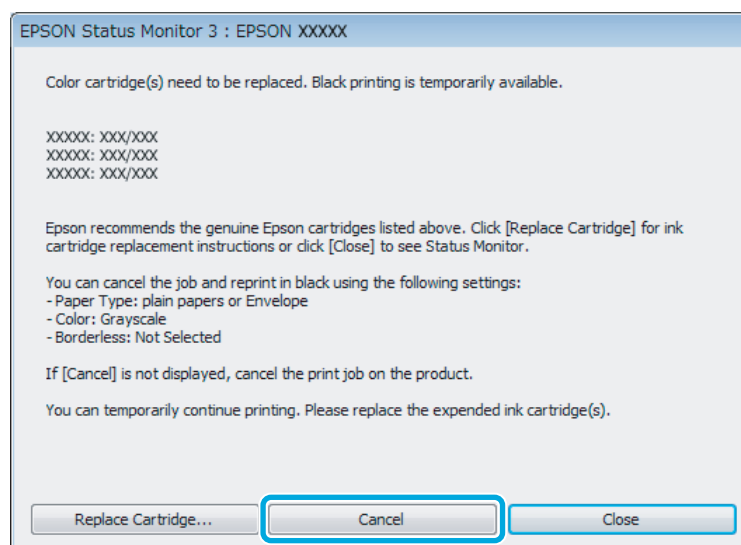 EPSON Status Monitor 3 : EPSON XXXXX
Color cartridge(s) need to be replaced. Black printing is temporarily available.
XXXXX: XXX/XXX
XXXXX: XXX/XXX
XXXXX: XXX/XXX
Epson recommends the genuine Epson cartridges listed above. Click [Replace Cartridge] for ink
cartridge replacement instructions or click [Close] to see Status Monitor.
You can cancel the job and reprint in black using the following settings:
- Paper Type: plain papers or Envelope
- Color: Grayscale
- Borderless: Not Selected
If [Cancel] is not displayed, cancel the print job on the product.
You can temporarily continue printing. Please replace the expended ink cartridge(s).
Replace Cartridge... Cancel Close